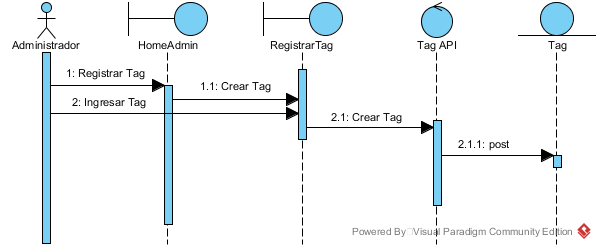 Administrador
HomeAdmin
RegistrarTag
Tag API
Tag
1: Registrar Tag
1.1: Crear Tag
2: Ingresar Tag
2.1: Crear Tag
2.1.1: post
Powered By Visual Paradigm Community Edition